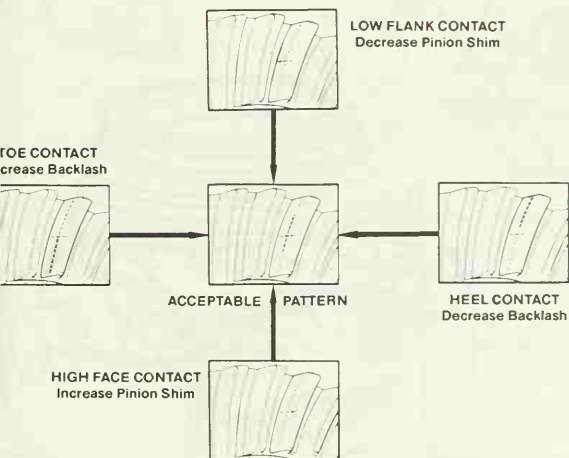 LOW FLANK CONTACT
Decrease Pinion Shim
TOE CONTACT
crease Backlash
ACCEPTABLE PATTERN
HEEL CONTACT
Decrease Backlash
HIGH FACE CONTACT
Increase Pinion Shim